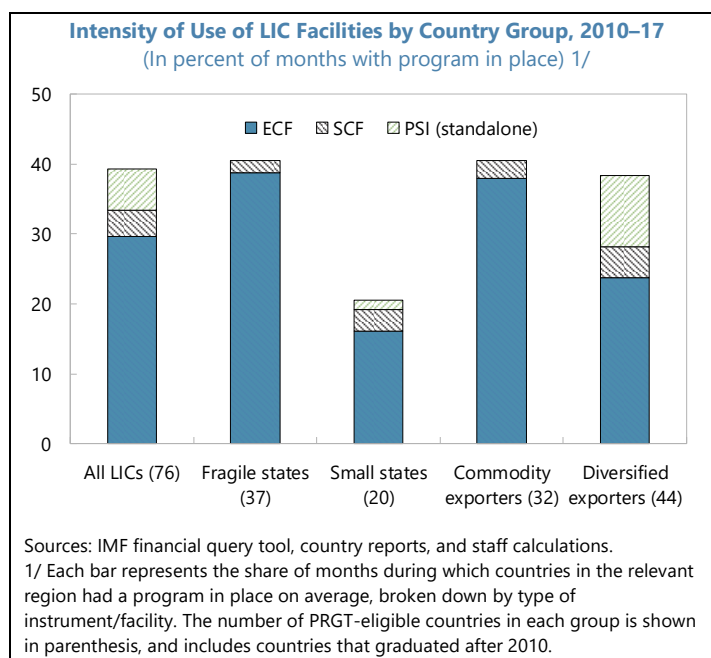 Intensity of Use of LIC Facilities by Country Group, 2010–17
(In percent of months with program in place) 1/
50
ECF SCF PSI (standalone)
40
30
20
10
0
All LICs (76) Fragile states Small states Commodity Diversified
(37) (20) exporters (32) exporters (44)
Sources: IMF financial query tool, country reports, and staff calculations.
1/ Each bar represents the share of months during which countries in the relevant
region had a program in place on average, broken down by type of
instrument/facility. The number of PRGT-eligible countries in each group is shown
in parenthesis, and includes countries that graduated after 2010.